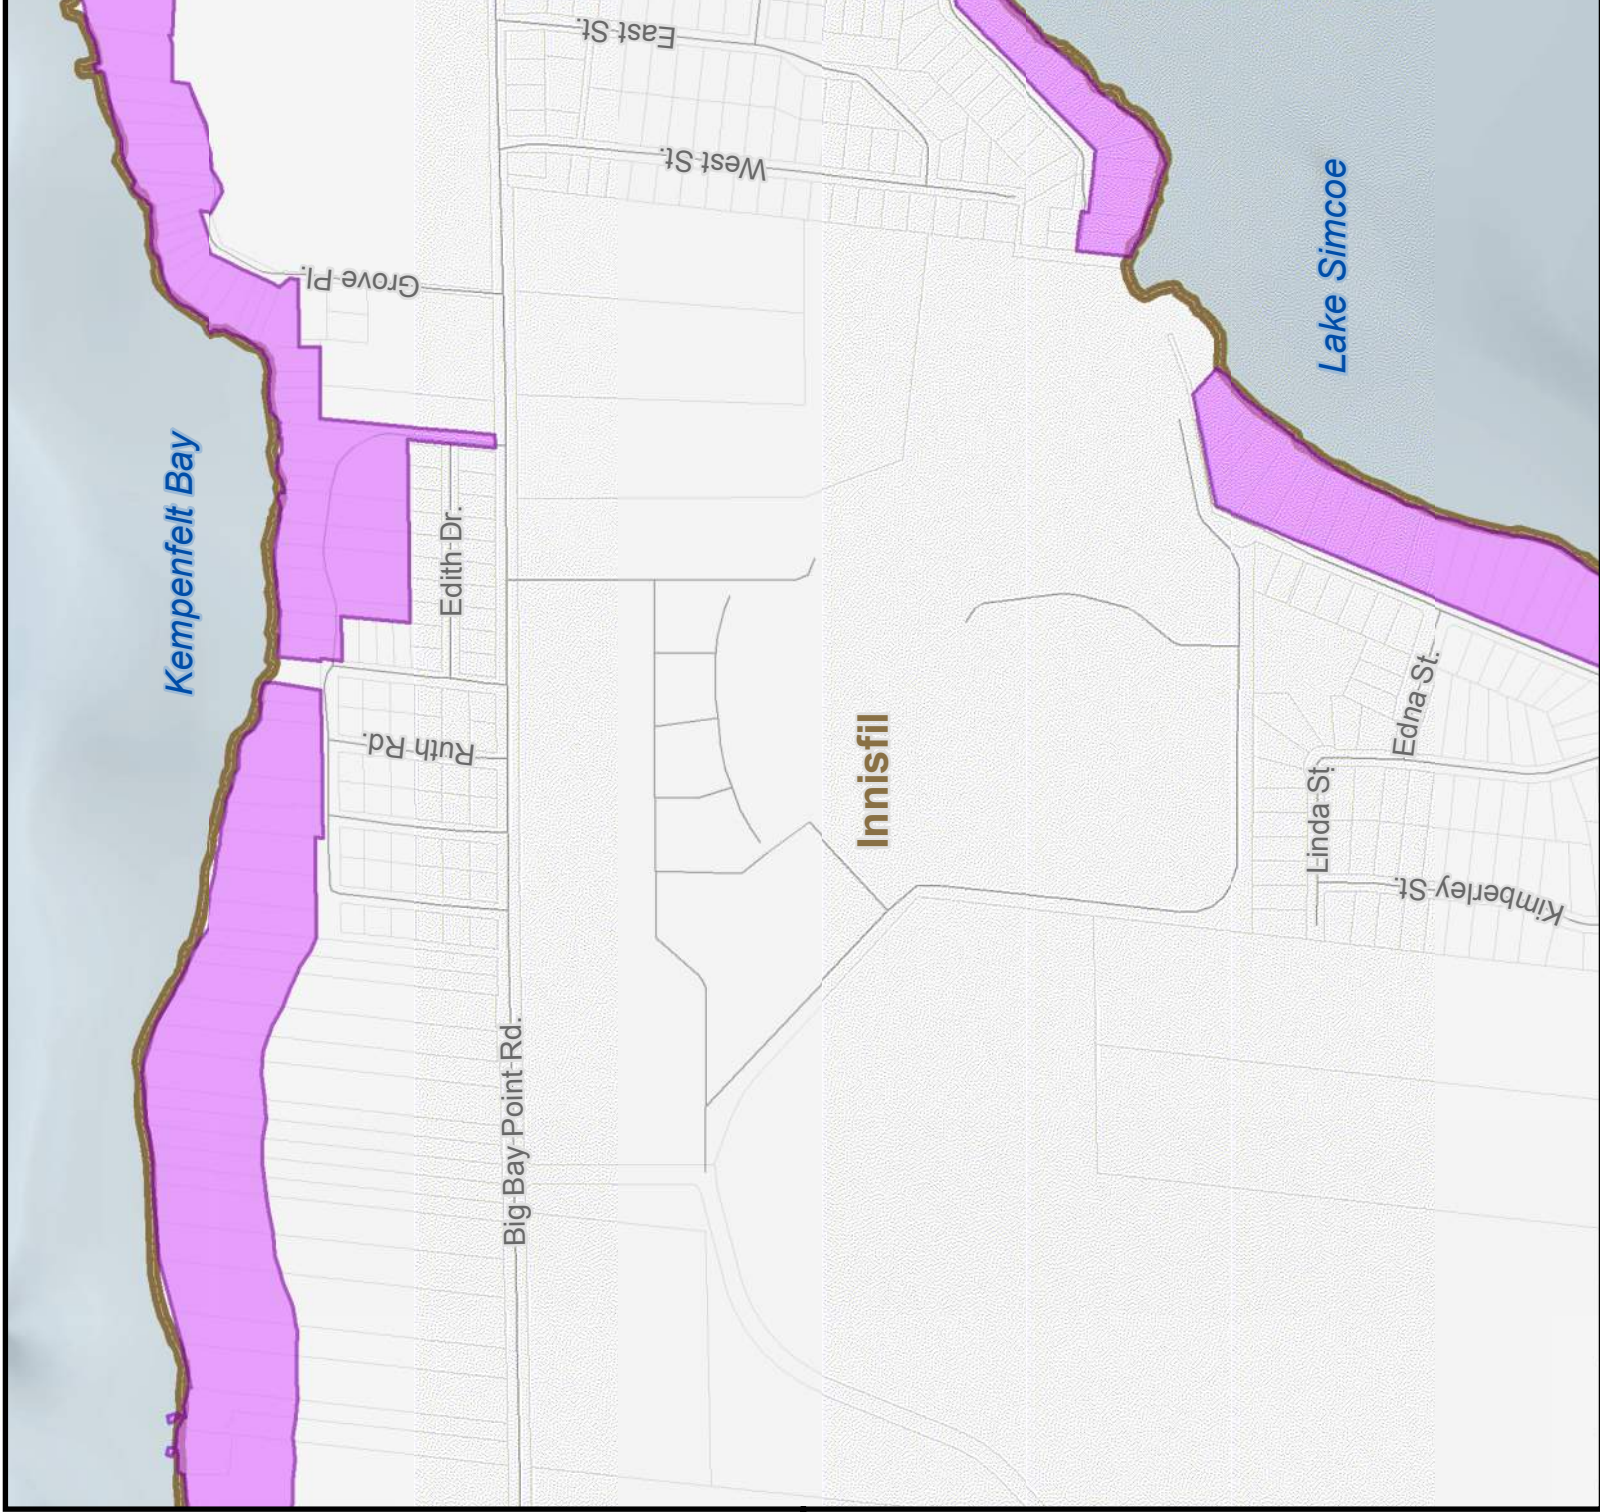 East St.
West St.
Grove Pl.
Lake Simcoe
Kempenfelt Bay
Edith Dr.
Ruth Rd.
Innisfil
Edna St.
Linda St.
Kimberley St.
Big Bay Point Rd.